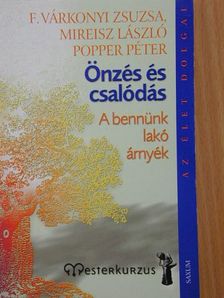 F. VÁRKONYI ZSUZSA,
MIREISZ LÁSZLÓ
POPPER PÉTER
Önzés és
csalódás
A bennünk
lakó
árnyék
AZ ÉLET DOLGAI
Mesterkurzus
SAXUM